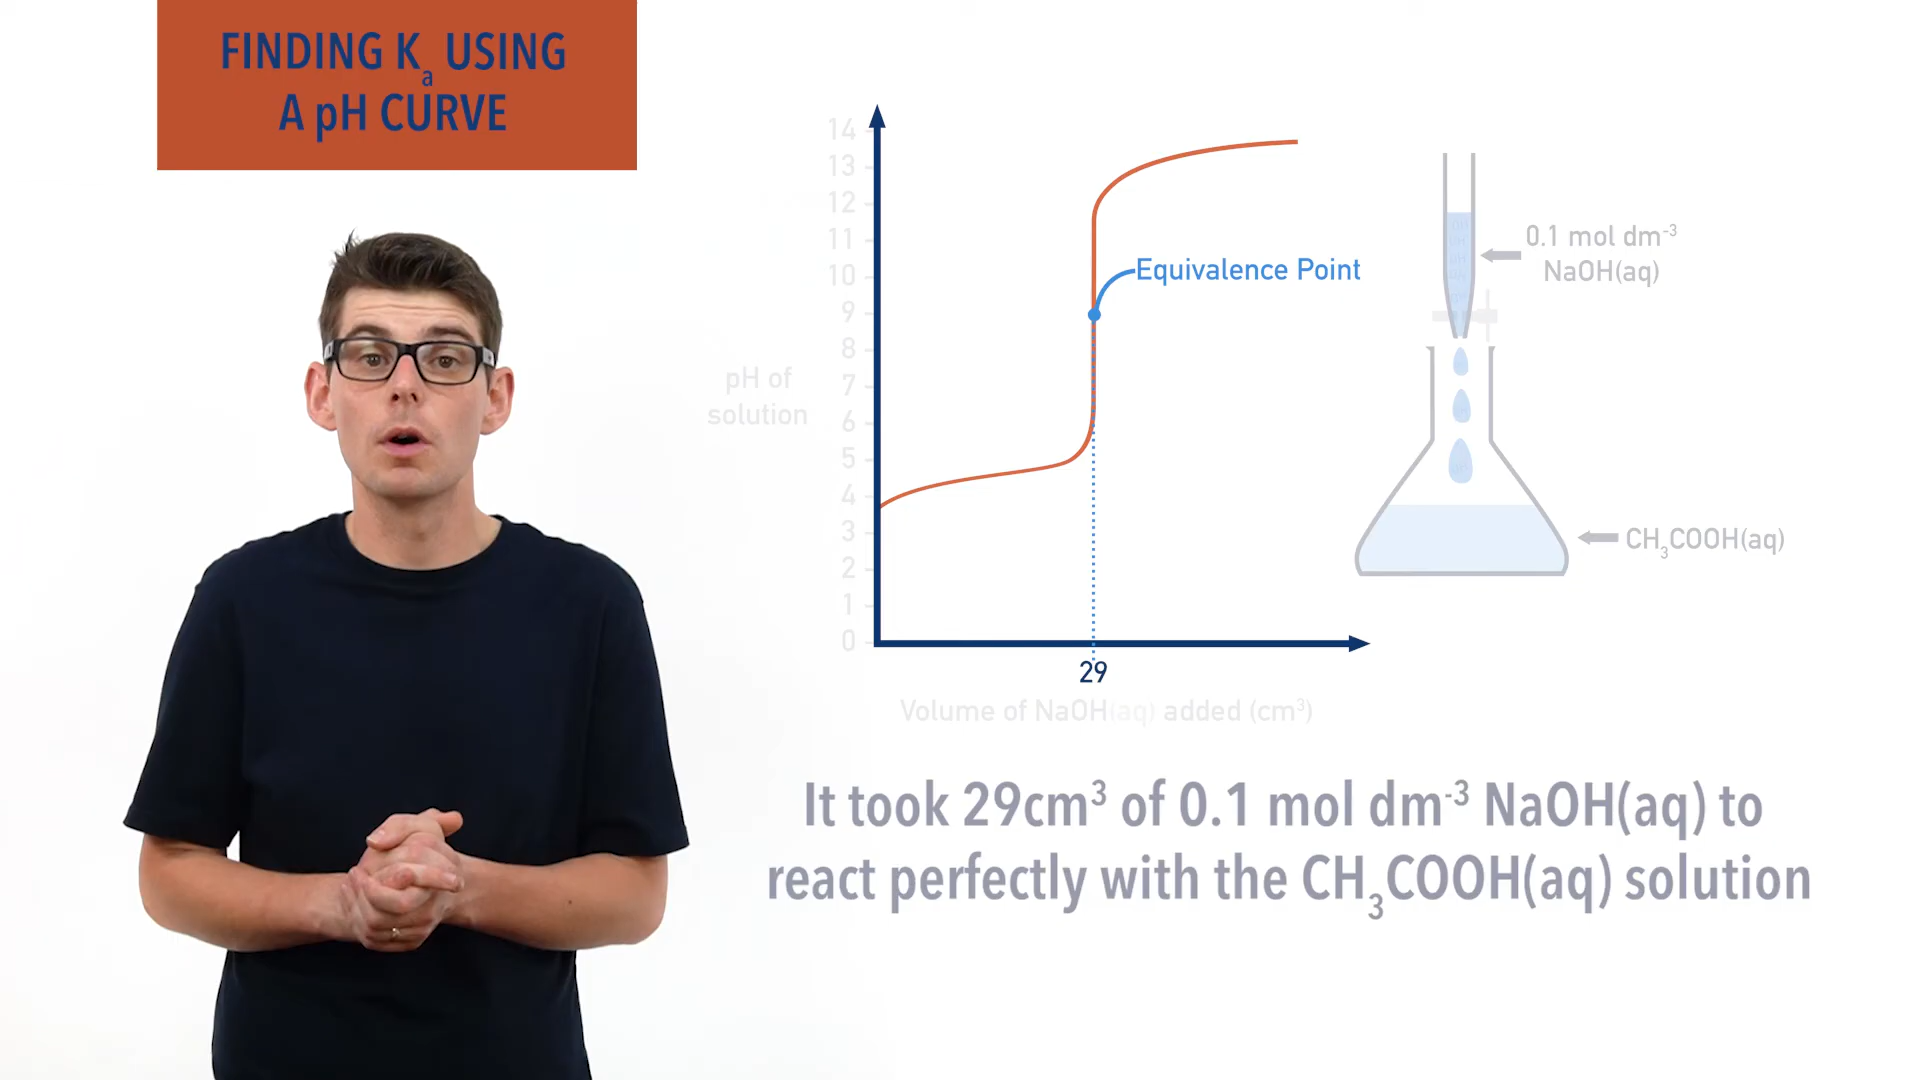 FINDING Kₐ USING
A pH CURVE
14
13
12
11
10
9
8
7
6
5
4
3
2
1
0
pH of
solution
Equivalence Point
29
Volume of NaOH(aq) added (cm³)
0.1 mol dm⁻³
NaOH(aq)
CH₃COOH(aq)
It took 29cm³ of 0.1 mol dm⁻³ NaOH(aq) to
react perfectly with the CH₃COOH(aq) solution